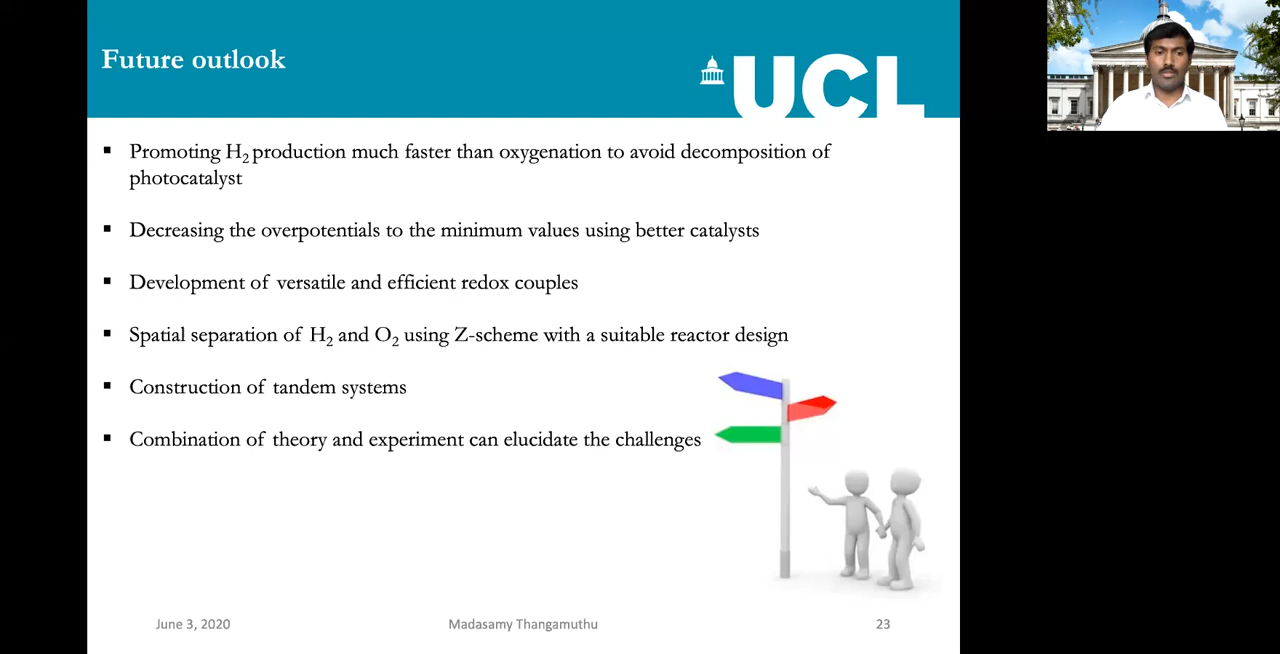 Future outlook
UCL
▪ Promoting H₂ production much faster than oxygenation to avoid decomposition of
photocatalyst
▪ Decreasing the overpotentials to the minimum values using better catalysts
▪ Development of versatile and efficient redox couples
▪ Spatial separation of H₂ and O₂ using Z-scheme with a suitable reactor design
▪ Construction of tandem systems
▪ Combination of theory and experiment can elucidate the challenges
June 3, 2020
Madasamy Thangamuthu
23